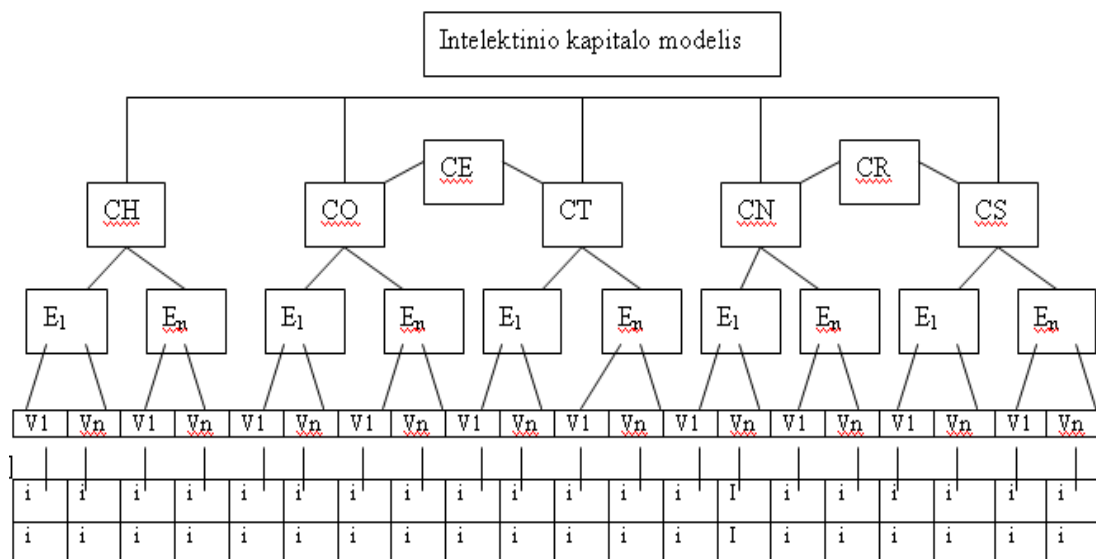 Intelektinio kapitalo modelis
CE CR
CH CO CT CN CS
E1 En E1 En E1 En E1 En E1 En
V1 Vn V1 Vn V1 Vn V1 Vn V1 Vn V1 Vn V1 Vn V1 Vn V1 Vn V1 Vn
i i i i i i i i i i i i i I i i i i i i
i i i i i i i i i i i i i I i i i i i i